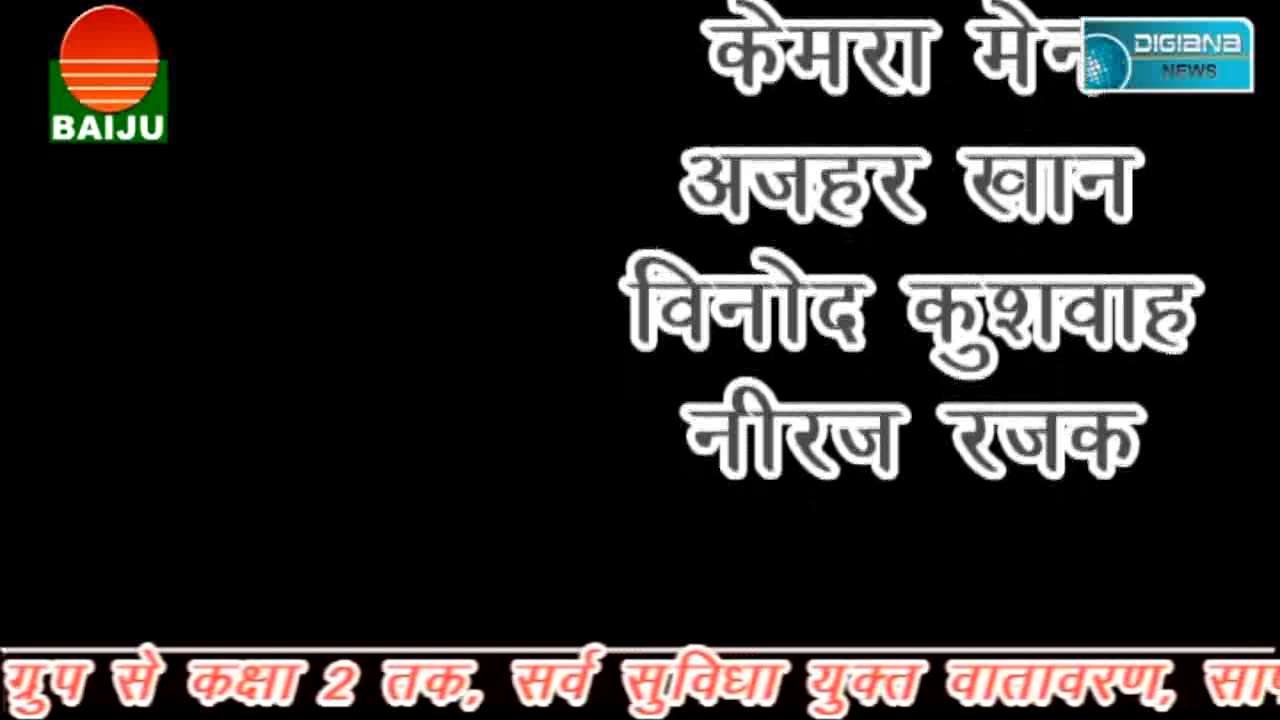 केमरा मेन
DIGIANA
NEWS
BAIJU
अजहर खान
विनोद कुशवाह
नीरज रजक
ग्रुप से कक्षा 2 तक, सर्व सुविधा युक्त वातावरण,